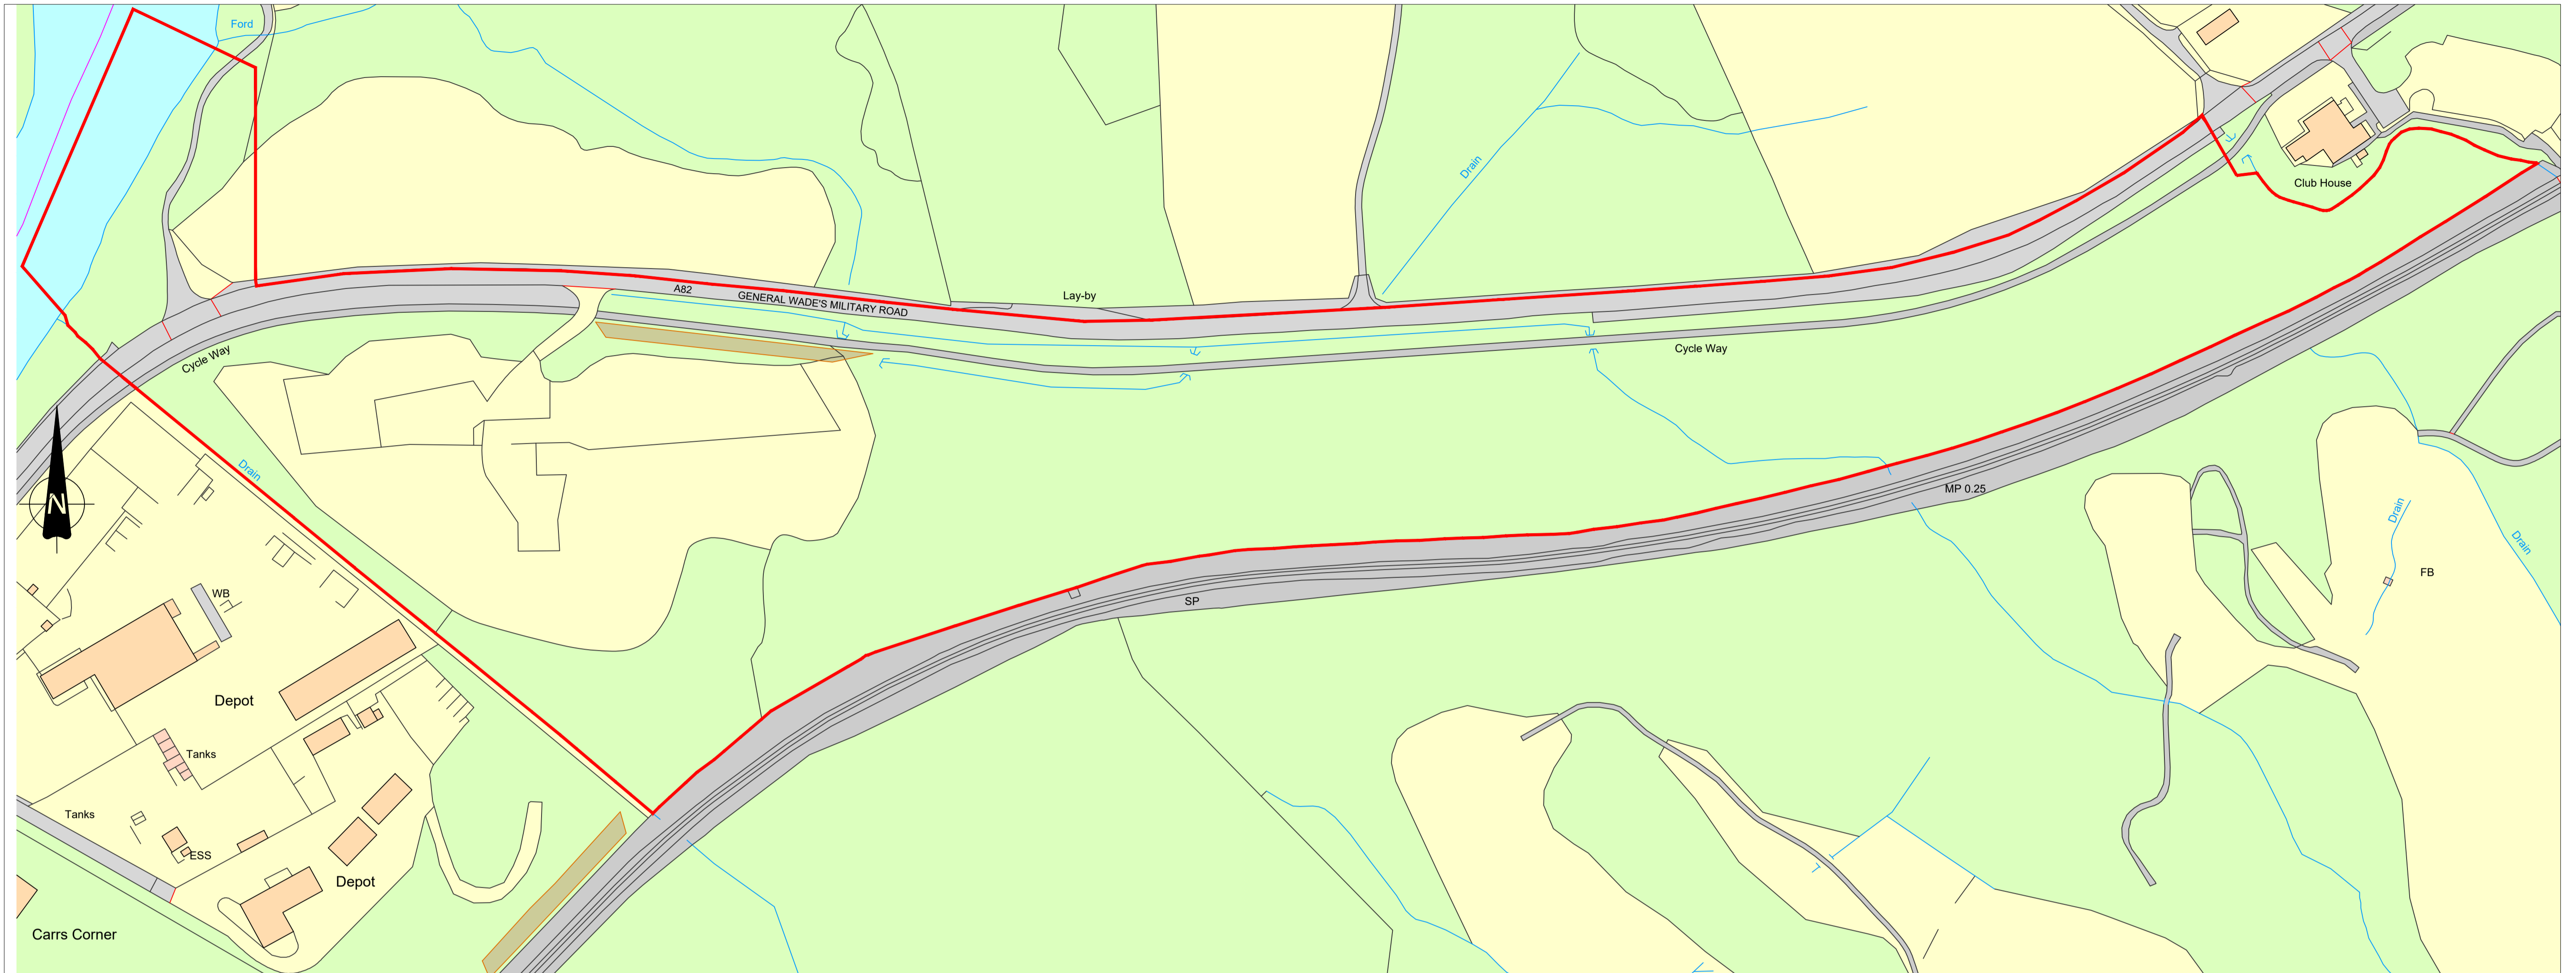 Ford
Drain
Club House
A82
GENERAL WADE'S MILITARY ROAD
Lay-by
Cycle Way
Cycle Way
Drain
N
MP 0.25
Drain
Drain
FB
WB
SP
Depot
Tanks
Tanks
ESS
Depot
Carrs Corner